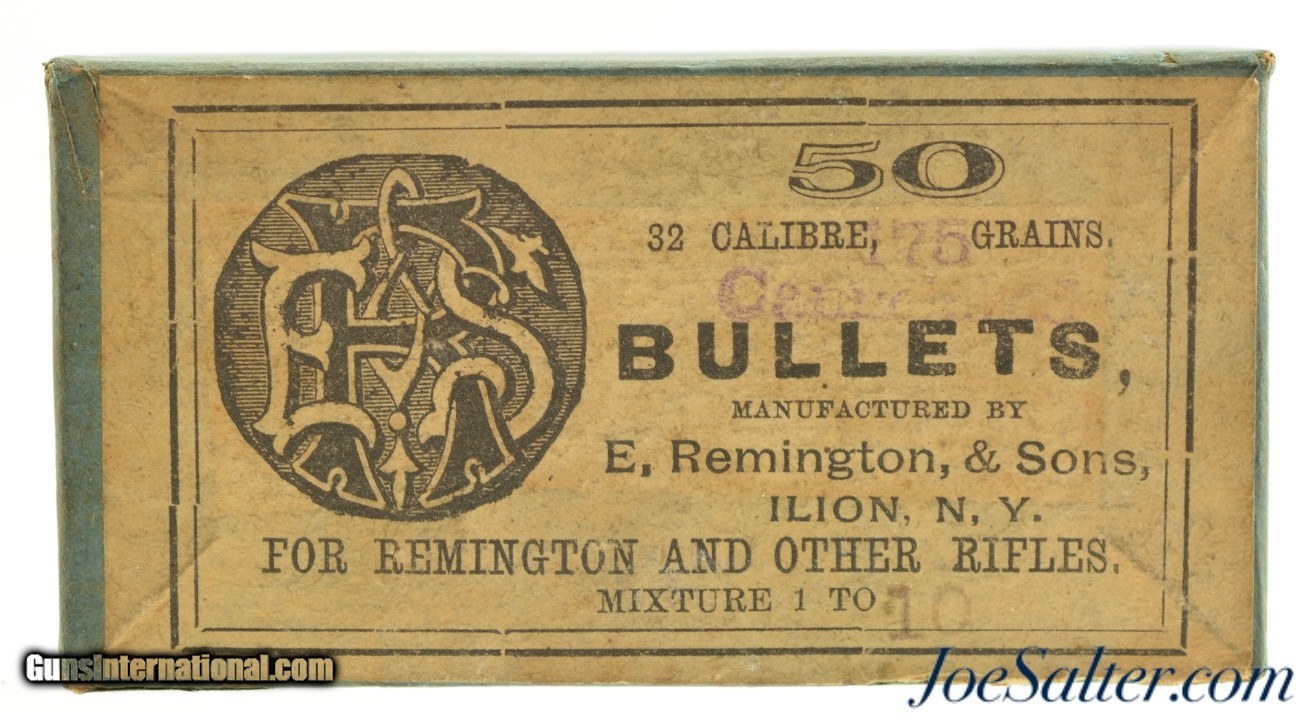 50
32 CALIBRE, 175 GRAINS.
BULLETS,
MANUFACTURED BY
E, Remington, & Sons,
ILION, N, Y.
FOR REMINGTON AND OTHER RIFLES.
MIXTURE 1 TO 10
GunsInternational.com
JoeSalter.com